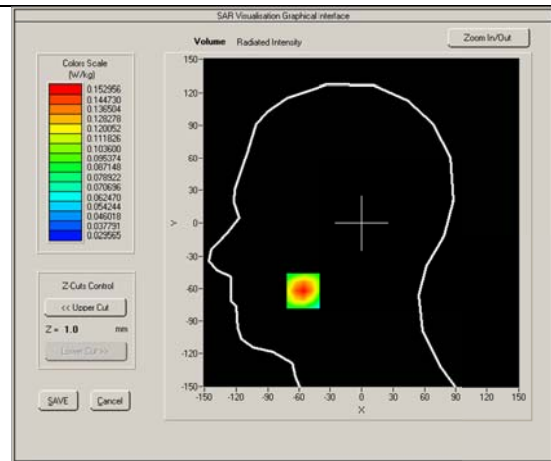 SAR Visualisation Graphical Interface
Volume Radiated Intensity
Zoom In/Out
Colors Scale
(W/kg)
0.152956
0.144730
0.136504
0.128278
0.120052
0.111826
0.103600
0.095374
0.087148
0.078922
0.070696
0.062470
0.054244
0.046018
0.037791
0.029565
Z-Cuts Control
<< Upper Cut
Z = 1.0 mm
Lower Cut >>
SAVE Cancel
150
120
90
60
30
0
-30
-60
-90
-120
-150
Y
-150 -120 -90 -60 -30 0 30 60 90 120 150
X